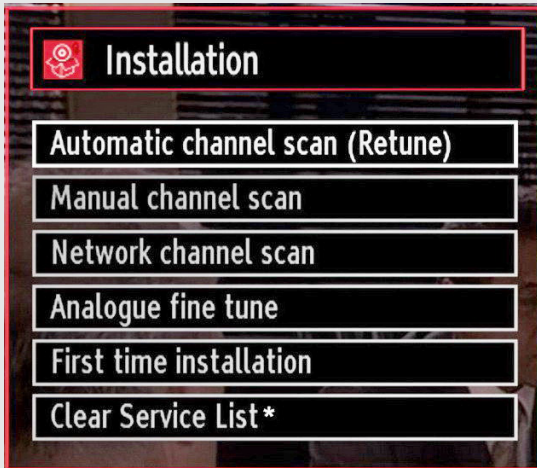 Installation
Automatic channel scan (Retune)
Manual channel scan
Network channel scan
Analogue fine tune
First time installation
Clear Service List*